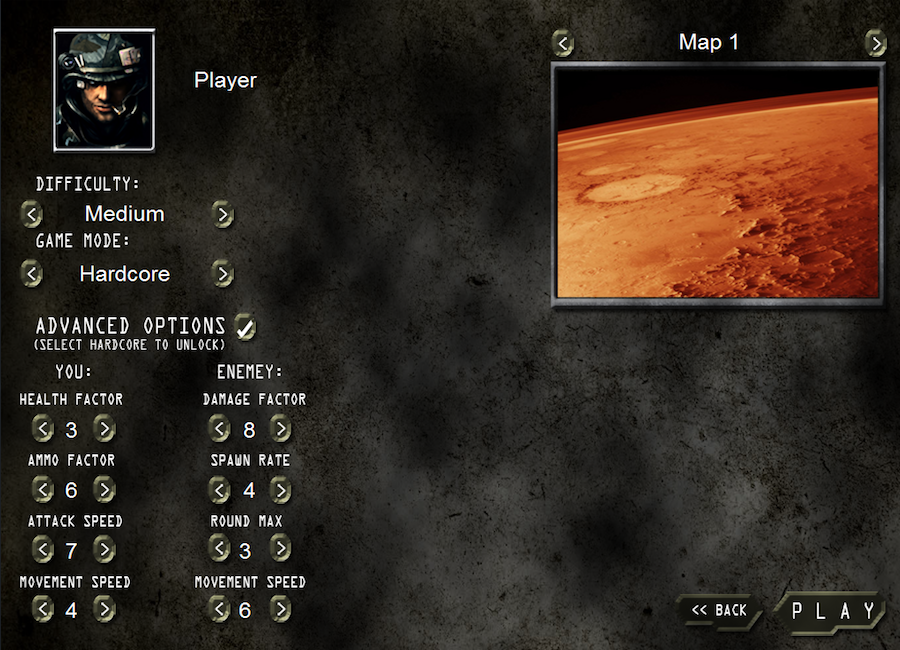 Player
Map 1
DIFFICULTY:
< Medium >
GAME MODE:
< Hardcore >
ADVANCED OPTIONS
(SELECT HARDCORE TO UNLOCK)
YOU: ENEMEY:
HEALTH FACTOR DAMAGE FACTOR
< 3 > < 8 >
AMMO FACTOR SPAWN RATE
< 6 > < 4 >
ATTACK SPEED ROUND MAX
< 7 > < 3 >
MOVEMENT SPEED MOVEMENT SPEED
< 4 > < 6 >
<< BACK PLAY